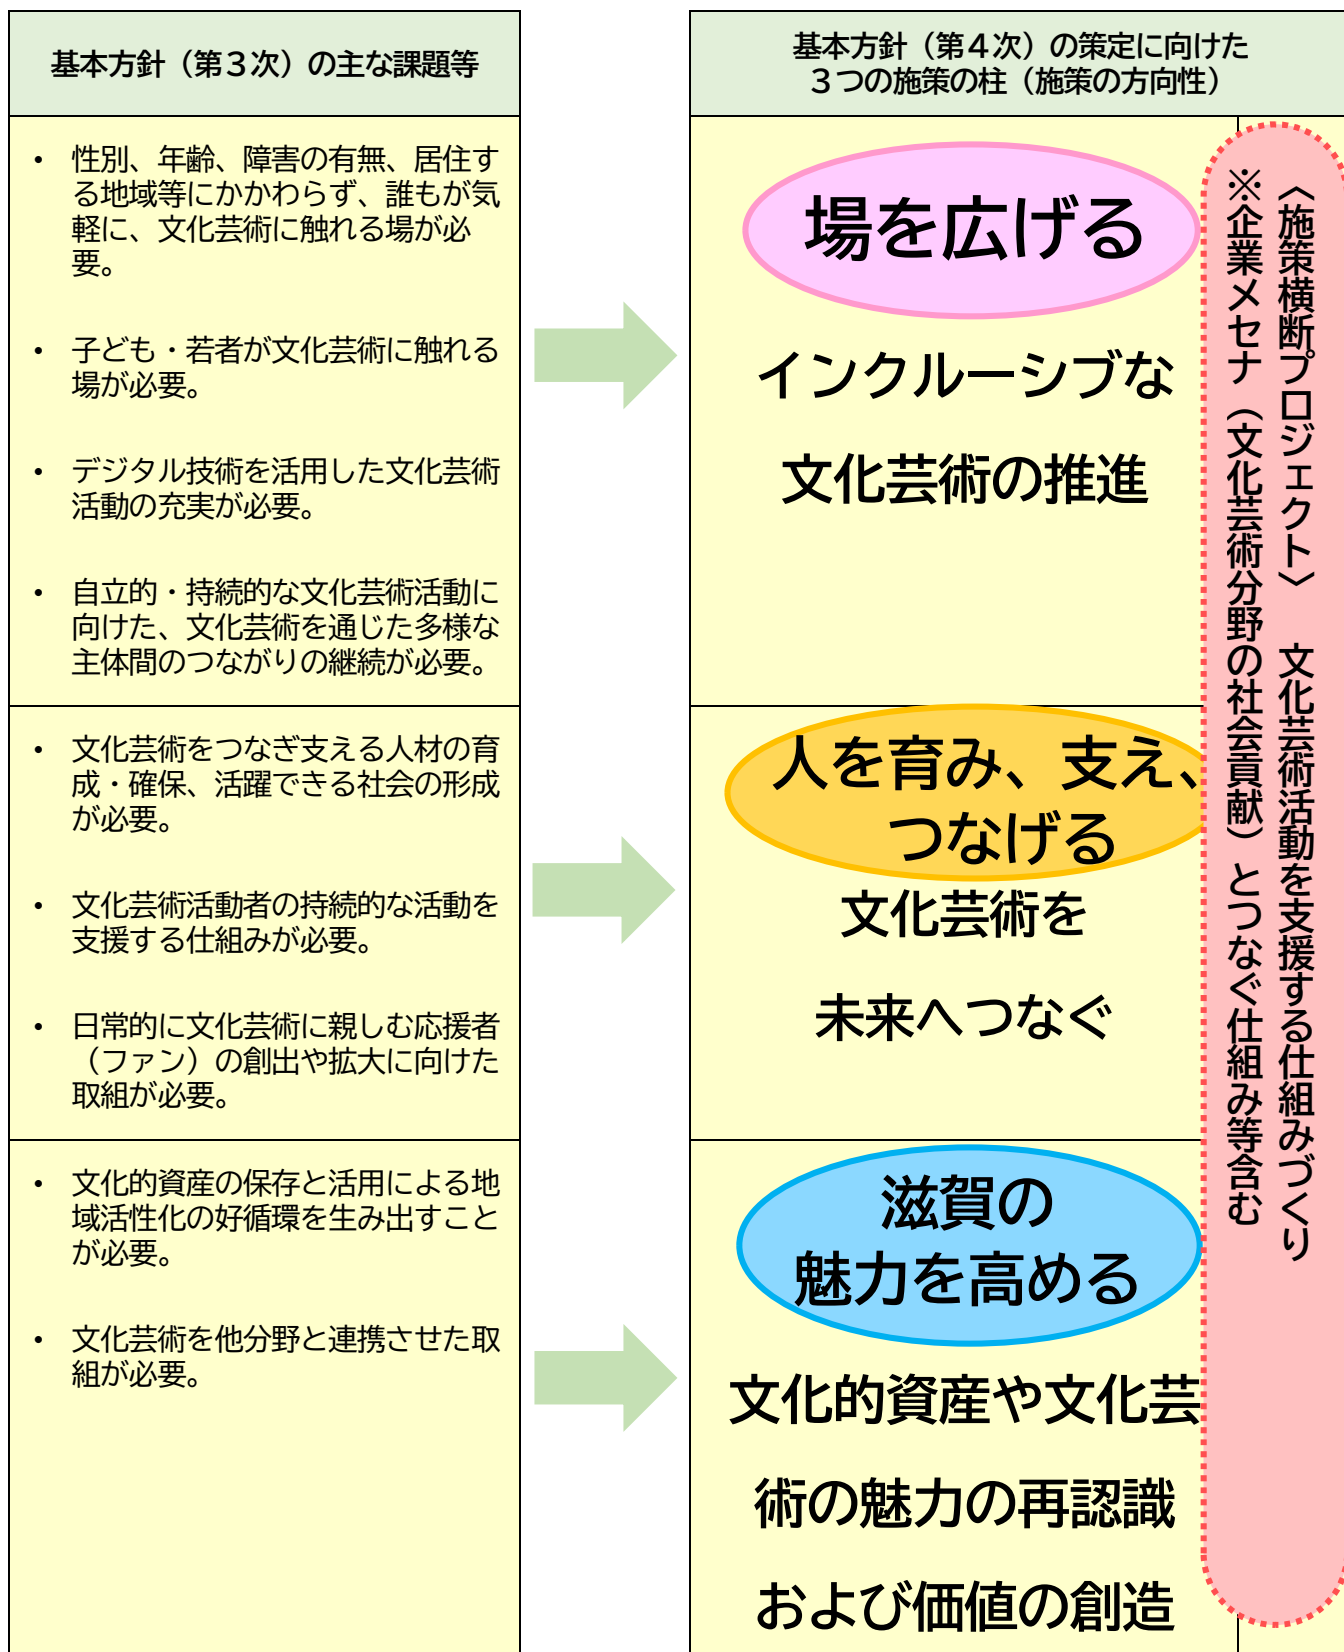 基本方針（第３次）の主な課題等
• 性別、年齢、障害の有無、居住す
る地域等にかかわらず、誰もが気
軽に、文化芸術に触れる場が必
要。
• 子ども・若者が文化芸術に触れる
場が必要。
• デジタル技術を活用した文化芸術
活動の充実が必要。
• 自立的・持続的な文化芸術活動に
向けた、文化芸術を通じた多様な
主体間のつながりの継続が必要。
• 文化芸術をつなぎ支える人材の育
成・確保、活躍できる社会の形成
が必要。
• 文化芸術活動者の持続的な活動を
支援する仕組みが必要。
• 日常的に文化芸術に親しむ応援者
（ファン）の創出や拡大に向けた
取組が必要。
• 文化的資産の保存と活用による地
域活性化の好循環を生み出すこと
が必要。
• 文化芸術を他分野と連携させた取
組が必要。
基本方針（第４次）の策定に向けた
３つの施策の柱（施策の方向性）
場を広げる
インクルーシブな
文化芸術の推進
人を育み、支え、
つなげる
文化芸術を
未来へつなぐ
滋賀の
魅力を高める
文化的資産や文化芸
術の魅力の再認識
および価値の創造
〈施策横断プロジェクト〉　文化芸術活動を支援する仕組みづくり
※企業メセナ（文化芸術分野の社会貢献）とつなぐ仕組み等含む